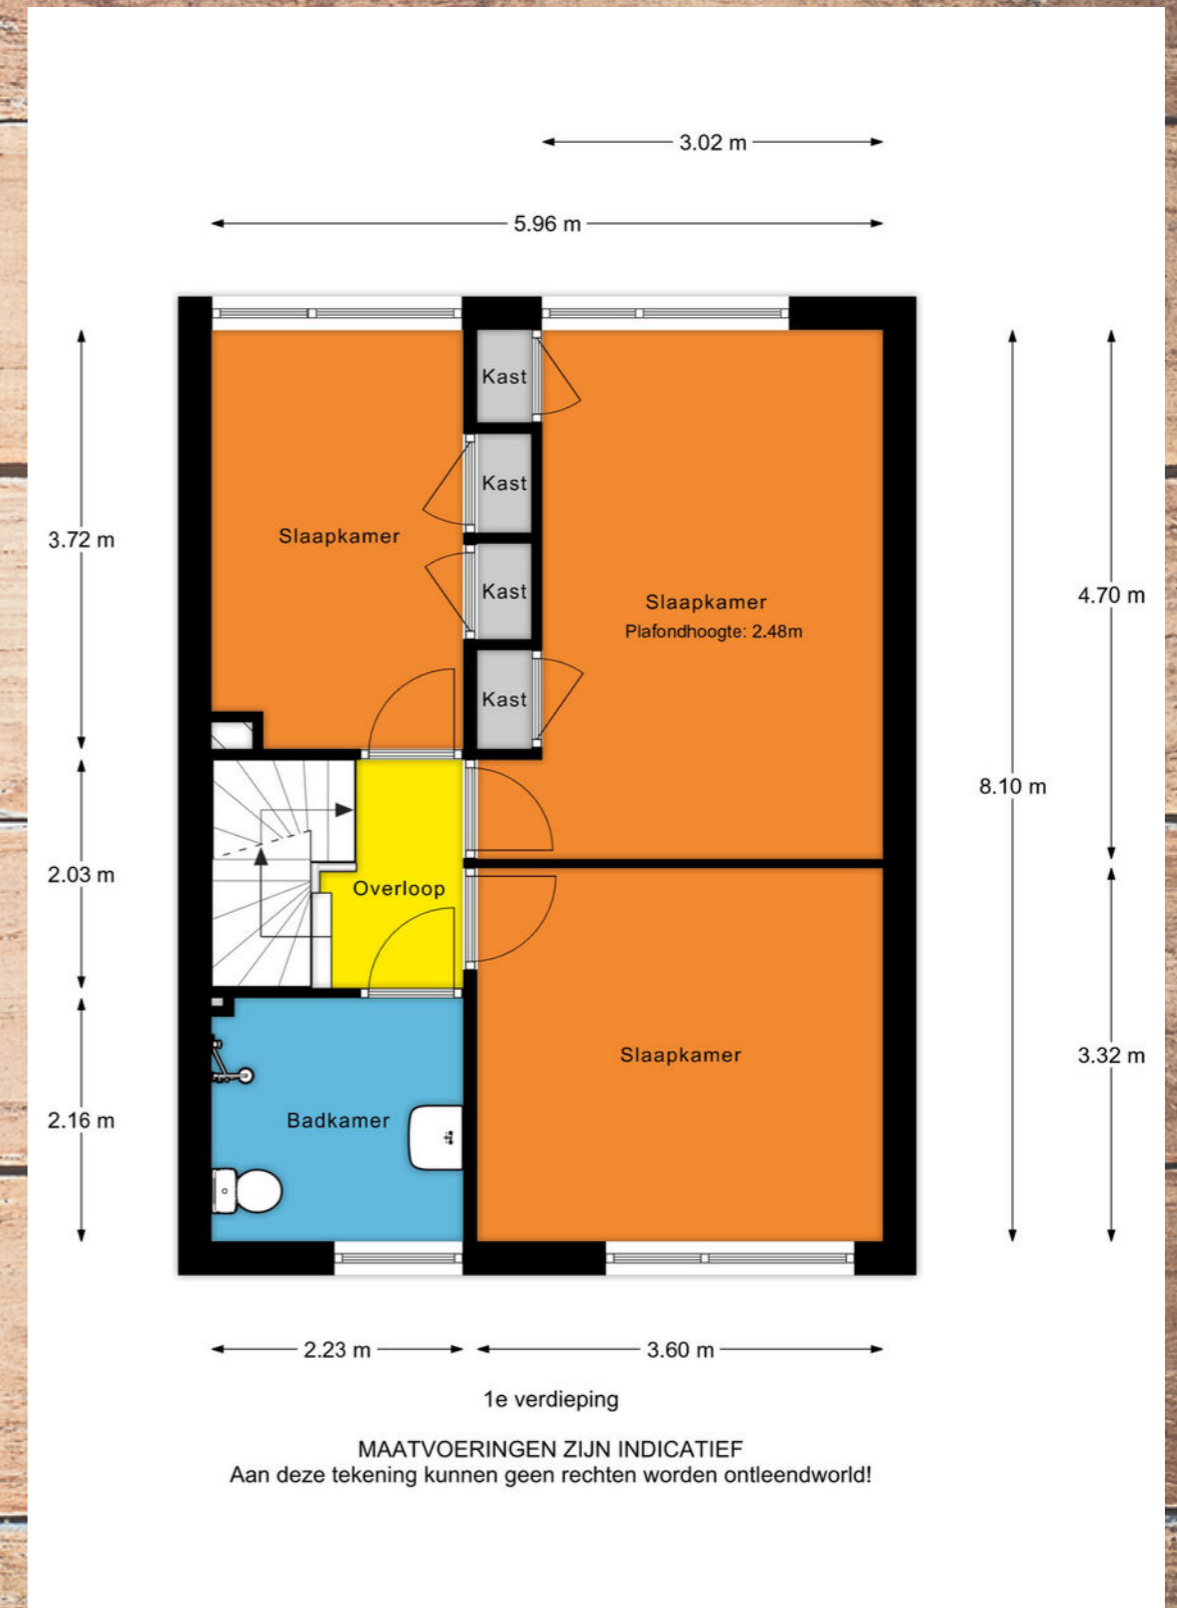 3.02 m
5.96 m
Kast
Kast
3.72 m
Slaapkamer
Kast
4.70 m
Slaapkamer
Plafondhoogte: 2.48m
Kast
8.10 m
2.03 m
Overloop
Slaapkamer
3.32 m
2.16 m
Badkamer
2.23 m
3.60 m
1e verdieping
MAATVOERINGEN ZIJN INDICATIEF
Aan deze tekening kunnen geen rechten worden ontleendworld!